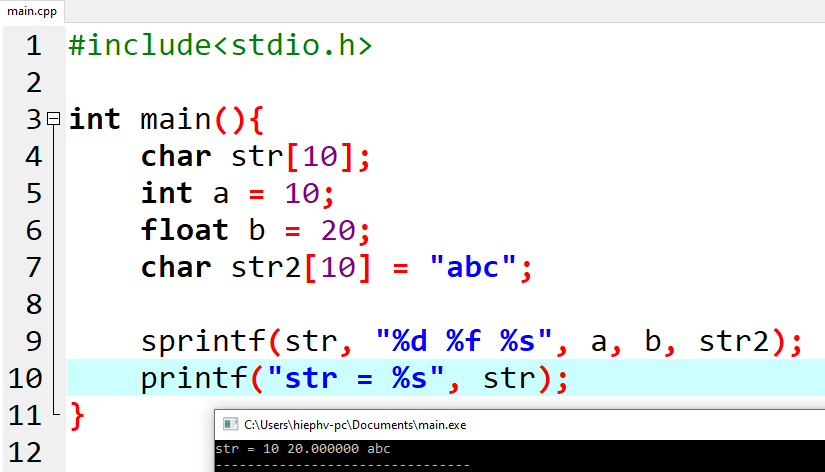 main.cpp
1 #include<stdio.h>
2
3 int main(){
4 char str[10];
5 int a = 10;
6 float b = 20;
7 char str2[10] = "abc";
8
9 sprintf(str, "%d %f %s", a, b, str2);
10 printf("str = %s", str);
11 }
12
C:\Users\hiephv-pc\Documents\main.exe
str = 10 20.000000 abc
--------------------------------